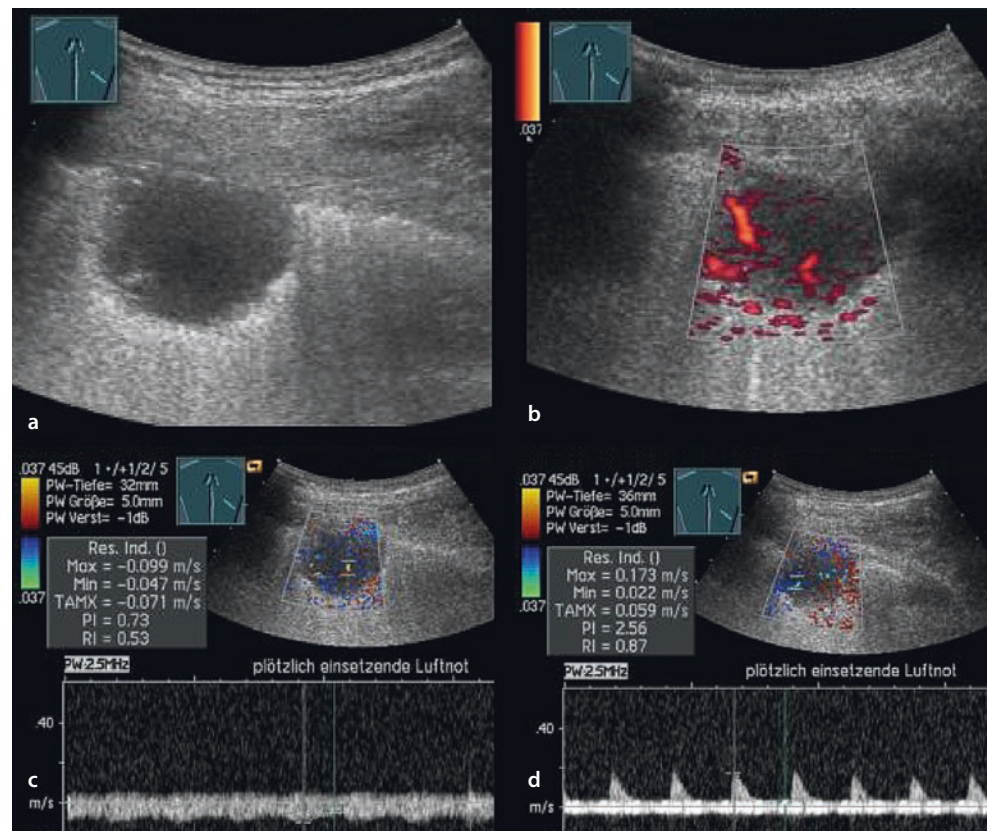 .037
a
b
.037 45dB 1 •/+1/2/ 5
PW-Tiefe= 32mm
PW Größe= 5.0mm
PW Verst= -1dB
Res. Ind. ()
Max = -0.099 m/s
Min = -0.047 m/s
TAMX= -0.071 m/s
PI = 0.73
RI = 0.53
.037
PW:2.5MHz
plötzlich einsetzende Luftnot
.40
c
m/s
.037 45dB 1 •/+1/2/ 5
PW-Tiefe= 36mm
PW Größe= 5.0mm
PW Verst= -1dB
Res. Ind. ()
Max = 0.173 m/s
Min = 0.022 m/s
TAMX = 0.059 m/s
PI = 2.56
RI = 0.87
.037
PW:2.5MHz
plötzlich einsetzende Luftnot
.40
d
m/s